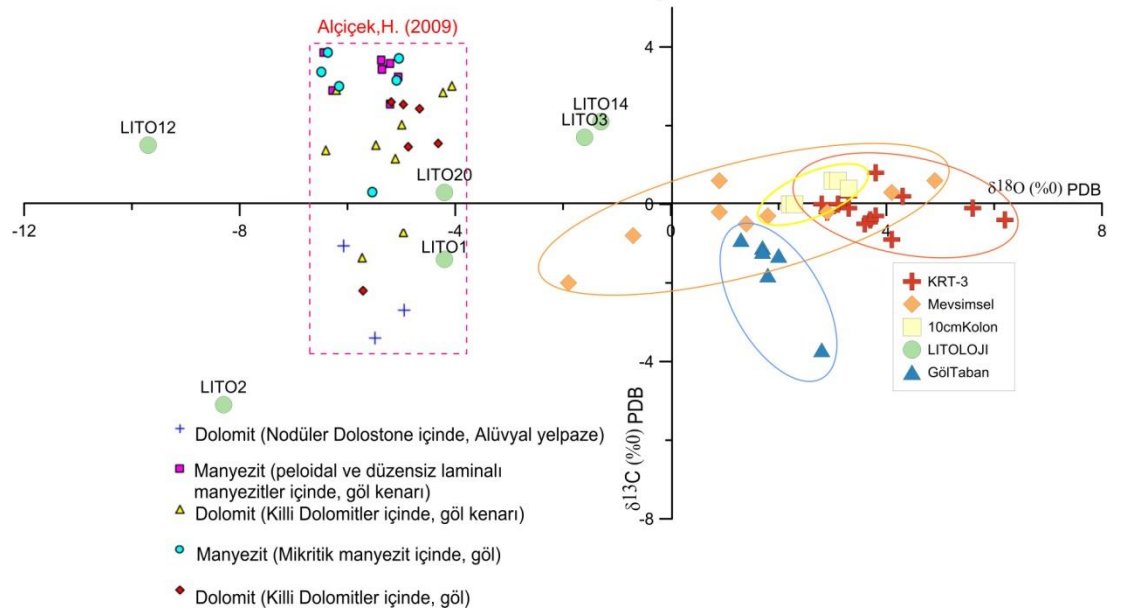 Alçiçek,H. (2009)
4
LITO14
LITO3
LITO12
LITO20
δ18O (%0) PDB
-12
-8
-4
0
4
8
LITO1
KRT-3
Mevsimsel
10cmKolon
LITOLOJI
GölTaban
-4
LITO2
δ13C (%0) PDB
-8
Dolomit (Nodüler Dolostone içinde, Alüvyal yelpaze)
Manyezit (peloidal ve düzensiz laminalı
manyezitler içinde, göl kenarı)
Dolomit (Killi Dolomitler içinde, göl kenarı)
Manyezit (Mikritik manyezit içinde, göl)
Dolomit (Killi Dolomitler içinde, göl)